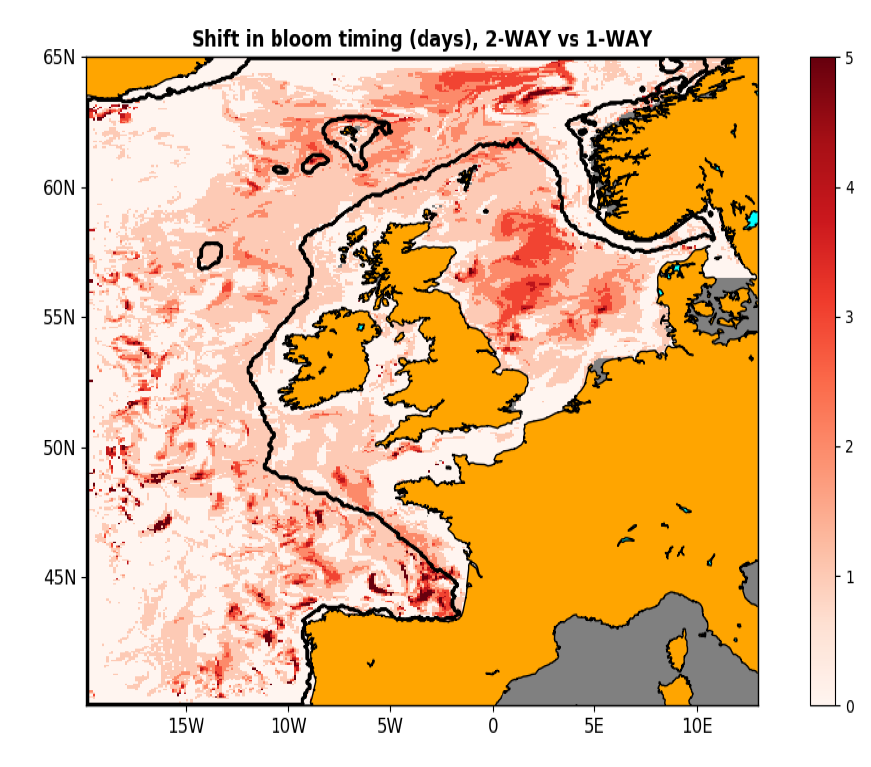 Shift in bloom timing (days), 2-WAY vs 1-WAY
65N
60N
55N
50N
45N
15W
10W
5W
0
5E
10E
5
4
3
2
1
0